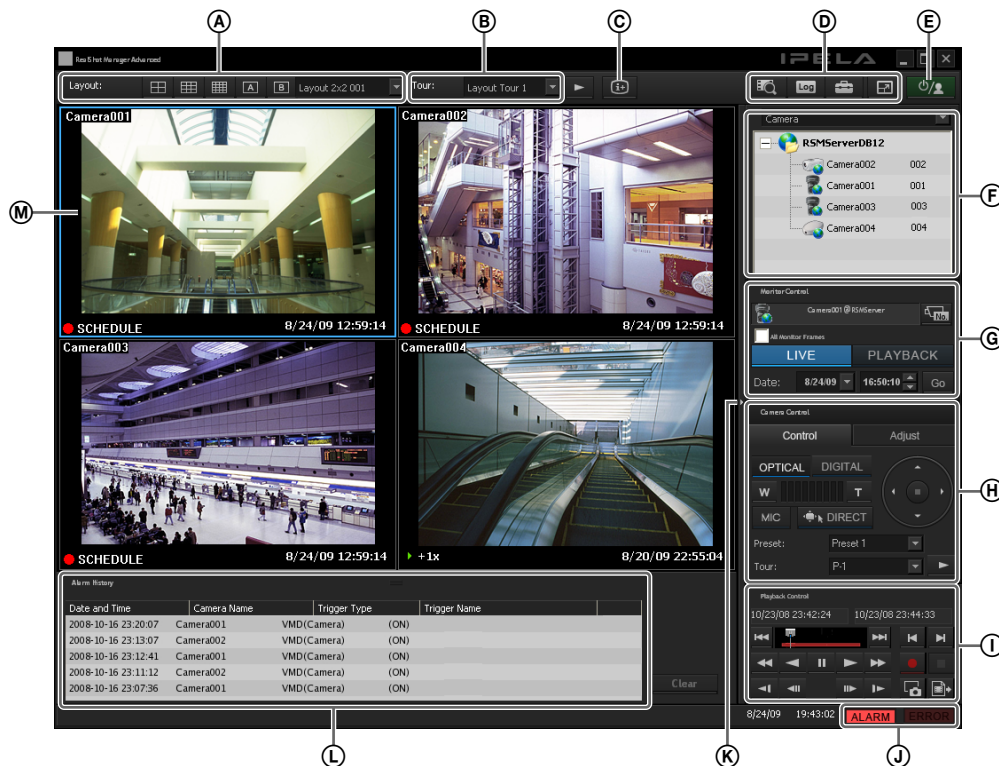 A
B
C
D
E
RealShot Manager Advanced
IPELA
Layout:
A
B
Layout 2x2 001
Tour:
Layout Tour 1
Log
Camera001
SCHEDULE
8/24/09 12:59:14
Camera002
SCHEDULE
8/24/09 12:59:14
Camera003
SCHEDULE
8/24/09 12:59:14
Camera004
+1x
8/20/09 22:55:04
M
Camera
RSMServerDB12
Camera002 002
Camera001 001
Camera003 003
Camera004 004
F
Monitor Control
Camera001@RSMServer
No.
All Monitor Frames
LIVE PLAYBACK
Date: 8/24/09 16:50:10 Go
G
K
Camera Control
Control Adjust
OPTICAL DIGITAL
W T
MIC DIRECT
Preset: Preset 1
Tour: P-1
H
Playback Control
10/23/08 23:42:24 10/23/08 23:44:33
I
Alarm History
Date and Time Camera Name Trigger Type Trigger Name
2008-10-16 23:20:07 Camera001 VMD(Camera) (ON)
2008-10-16 23:13:07 Camera002 VMD(Camera) (ON)
2008-10-16 23:12:41 Camera001 VMD(Camera) (ON)
2008-10-16 23:11:12 Camera002 VMD(Camera) (ON)
2008-10-16 23:07:36 Camera001 VMD(Camera) (ON)
Clear
8/24/09 19:43:02 ALARM ERROR
L
J